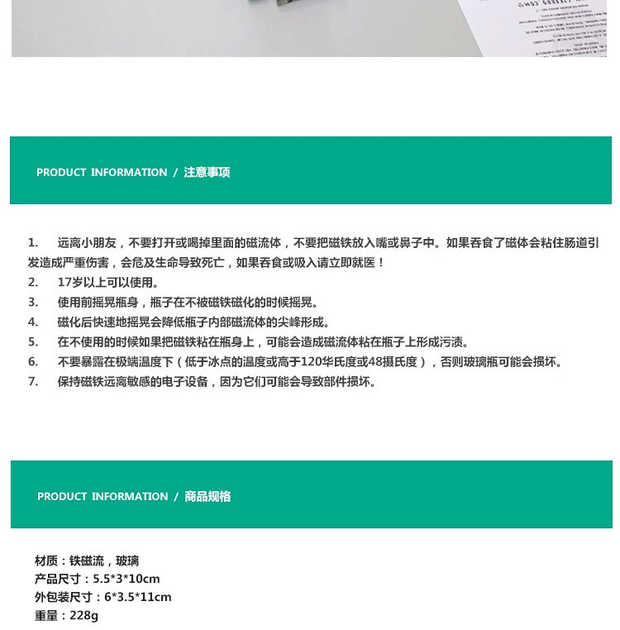 PRODUCT INFORMATION / 注意事项
1. 远离小朋友，不要打开或喝掉里面的磁流体，不要把磁铁放入嘴或鼻子中。如果吞食了磁体会粘住肠道引
发造成严重伤害，会危及生命导致死亡，如果吞食或吸入请立即就医！
2. 17岁以上可以使用。
3. 使用前摇晃瓶身，瓶子在不被磁铁磁化的时候摇晃。
4. 磁化后快速地摇晃会降低瓶子内部磁流体的尖峰形成。
5. 在不使用的时候如果把磁铁粘在瓶身上，可能会造成磁流体粘在瓶子上形成污渍。
6. 不要暴露在极端温度下（低于冰点的温度或高于120华氏度或48摄氏度），否则玻璃瓶可能会损坏。
7. 保持磁铁远离敏感的电子设备，因为它们可能会导致部件损坏。
PRODUCT INFORMATION / 商品规格
材质：铁磁流，玻璃
产品尺寸：5.5*3*10cm
外包装尺寸：6*3.5*11cm
重量：228g